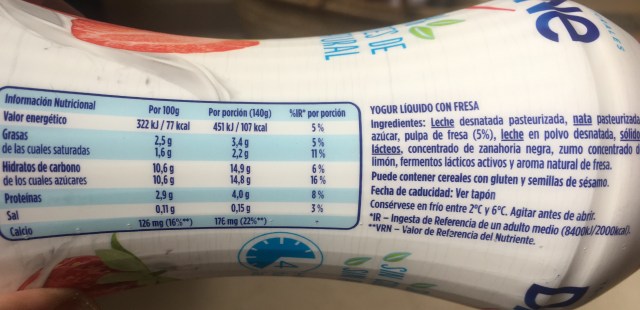 Información Nutricional
Por 100g
Por porción (140g)
%IR* por porción
Valor energético
322 kJ / 77 kcal
451 kJ / 107 kcal
5 %
Grasas
2,5 g
3,4 g
5 %
de las cuales saturadas
1,6 g
2,2 g
11 %
Hidratos de carbono
10,6 g
14,9 g
6 %
de los cuales azúcares
10,6 g
14,8 g
16 %
Proteínas
2,9 g
4,0 g
8 %
Sal
0,11 g
0,15 g
3 %
Calcio
126 mg (16%**)
176 mg (22%**)
-
YOGUR LÍQUIDO CON FRESA
Ingredientes: Leche desnatada pasteurizada, nata pasteurizada,
azúcar, pulpa de fresa (5%), leche en polvo desnatada, sólidos
lácteos, concentrado de zanahoria negra, zumo concentrado de
limón, fermentos lácticos activos y aroma natural de fresa.
Puede contener cereales con gluten y semillas de sésamo.
Fecha de caducidad: Ver tapón
Consérvese en frío entre 2°C y 6°C. Agitar antes de abrir.
*IR – Ingesta de Referencia de un adulto medio (8400kJ/2000kcal).
**VRN – Valor de Referencia del Nutriente.